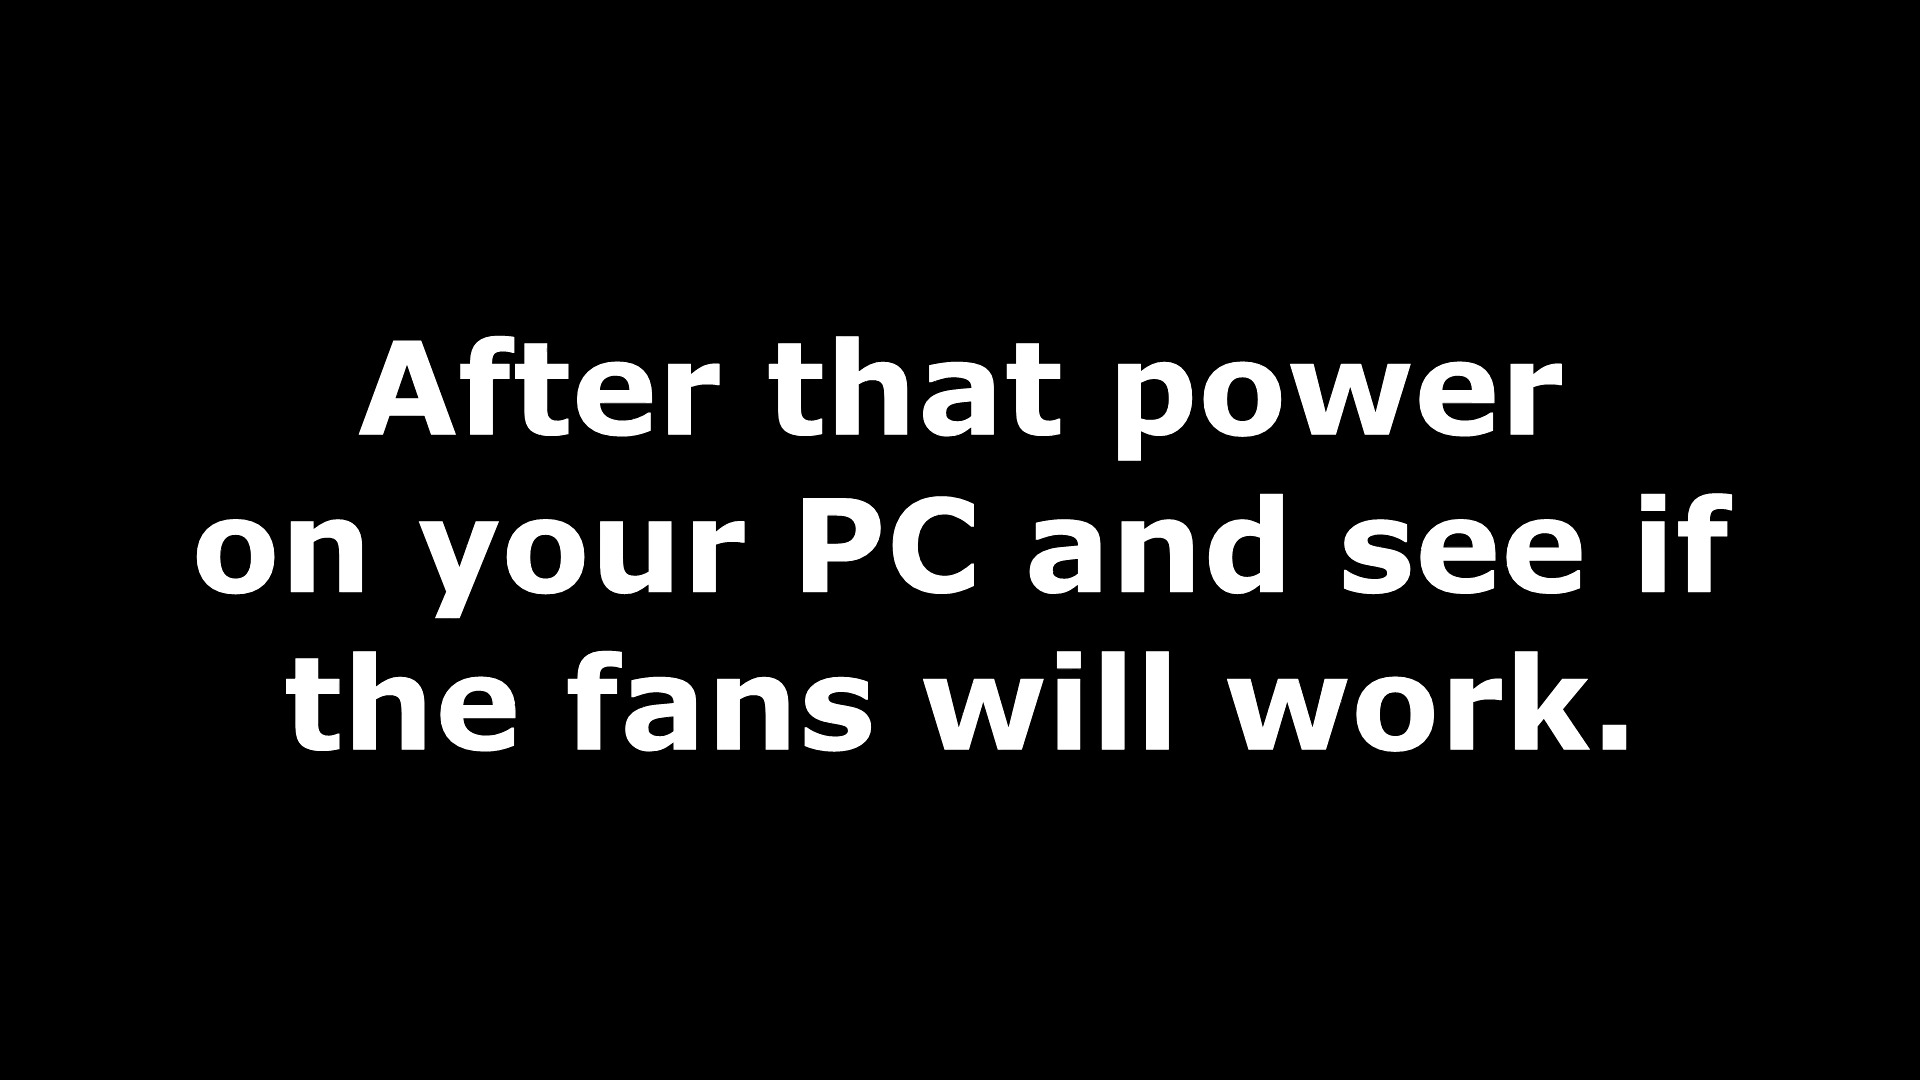 After that power
on your PC and see if
the fans will work.